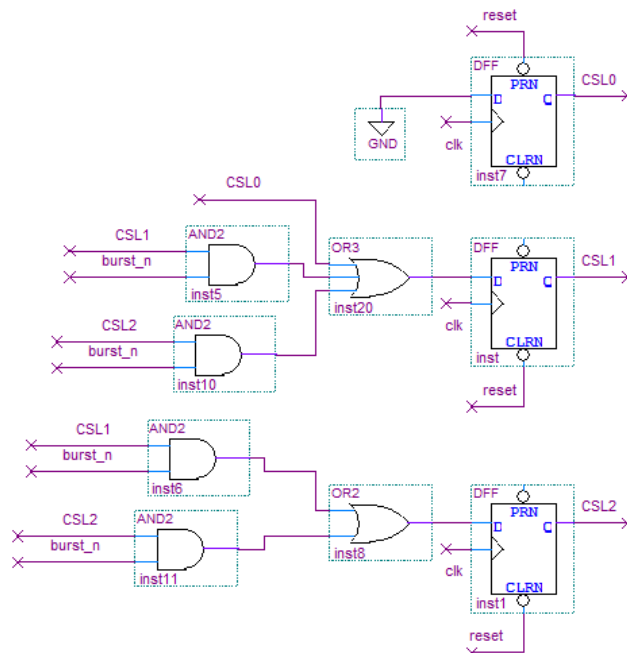 reset
DFF
PRN
D
Q
CSL0
clk
GND
CLRN
inst7
CSL0
AND2
CSL1
burst_n
inst5
OR3
inst20
DFF
PRN
D
Q
CSL1
clk
CLRN
inst
reset
AND2
CSL2
burst_n
inst10
AND2
CSL1
burst_n
inst6
OR2
inst8
DFF
PRN
D
Q
CSL2
clk
CLRN
inst1
reset
AND2
CSL2
burst_n
inst11